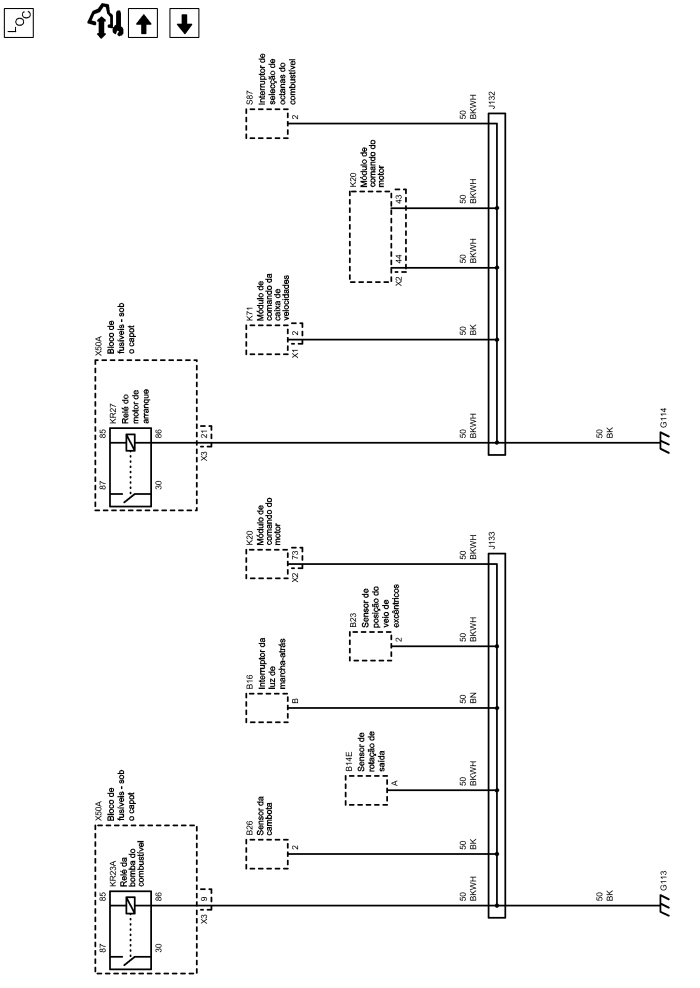 LOC
X50A
Bloco de
fusíveis - sob
o capot
KR23A
Relé da
bomba do
combustível
87
85
30
86
X3
9
B26
Sensor da
cambota
2
B14E
Sensor de
rotação de
saída
A
B16
Interruptor da
luz de
marcha-atrás
B
B23
Sensor de
posição do
veio de
excêntricos
2
K20
Módulo de
comando do
motor
X2
73
50
BKWH
50
BK
50
BKWH
50
BN
50
BKWH
50
BKWH
J133
50
BK
G113
X50A
Bloco de
fusíveis - sob
o capot
KR27
Relé do
motor de
arranque
87
85
30
86
X3
21
K71
Módulo de
comando da
caixa de
velocidades
X1
2
K20
Módulo de
comando do
motor
X2
44
43
S87
Interruptor de
selecção de
octanas do
combustível
2
50
BKWH
50
BK
50
BKWH
50
BKWH
50
BKWH
J132
50
BK
G114